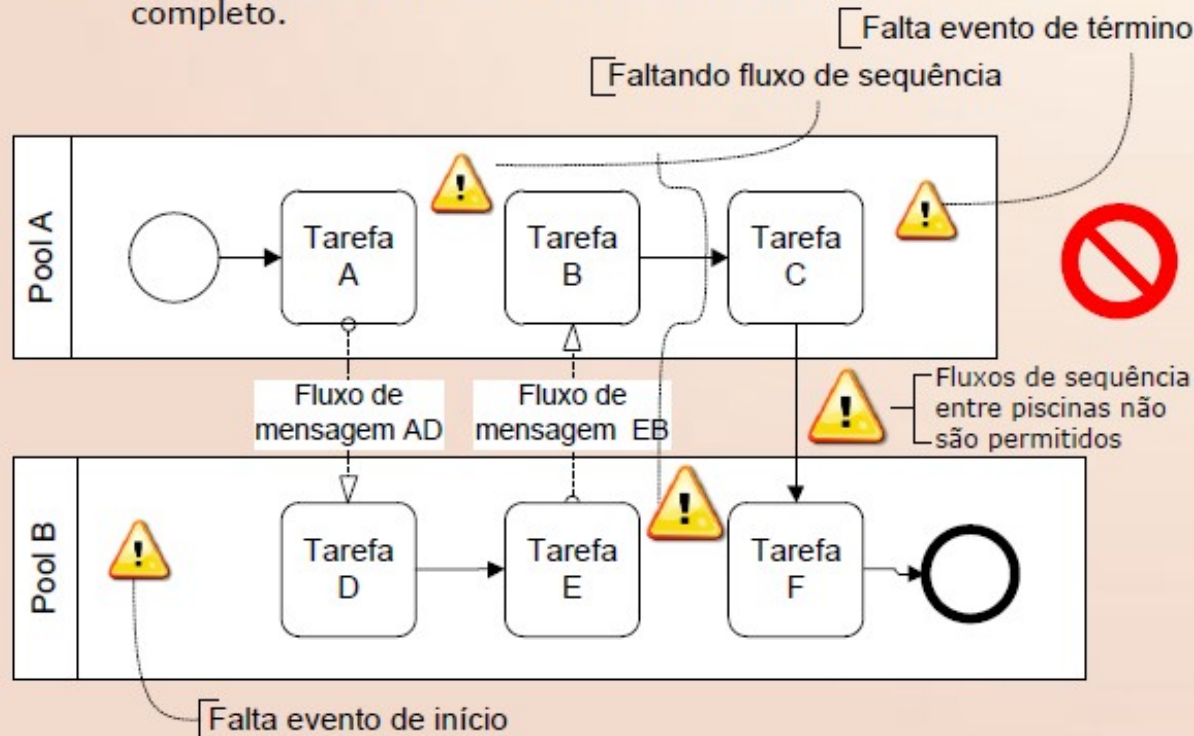 completo.
Falta evento de término
Faltando fluxo de sequência
Pool A
Tarefa
A
Tarefa
B
Tarefa
C
Fluxo de
mensagem AD
Fluxo de
mensagem EB
Fluxos de sequência
entre piscinas não
são permitidos
Pool B
Tarefa
D
Tarefa
E
Tarefa
F
Falta evento de início